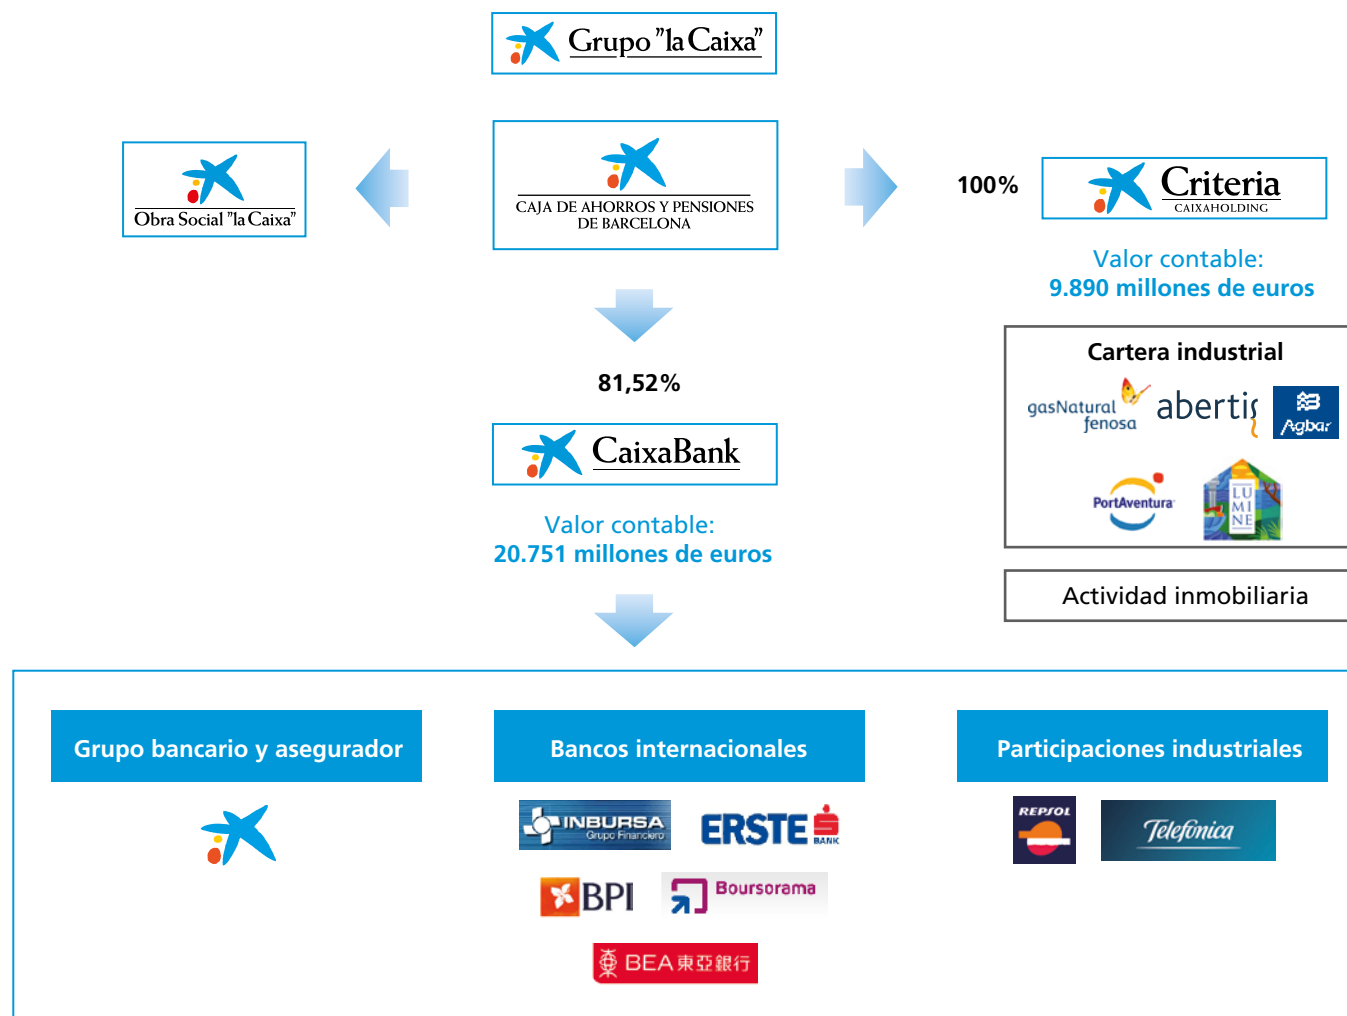 Grupo "la Caixa"
Obra Social "la Caixa"
CAJA DE AHORROS Y PENSIONES
DE BARCELONA
100%
Criteria
CAIXAHOLDING
Valor contable:
9.890 millones de euros
Cartera industrial
gasNatural
fenosa
abertis
Agbar
PortAventura
LU
MI
NE
Actividad inmobiliaria
81,52%
CaixaBank
Valor contable:
20.751 millones de euros
Grupo bancario y asegurador
Bancos internacionales
Participaciones industriales
INBURSA
Grupo Financiero
ERSTE
BANK
REPSOL
Telefónica
BPI
Boursorama
BEA東亞銀行